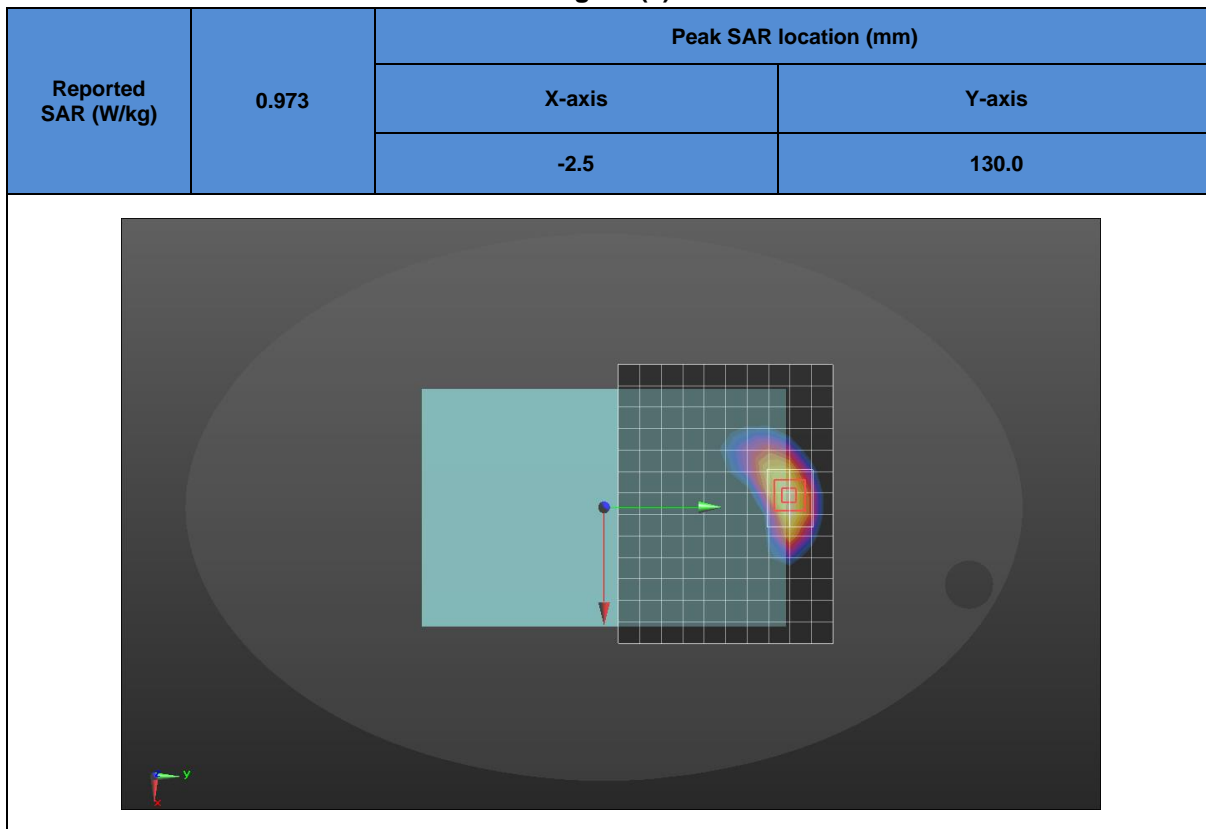 Peak SAR location (mm)
Reported
SAR (W/kg)
0.973
X-axis
Y-axis
-2.5
130.0
y
x